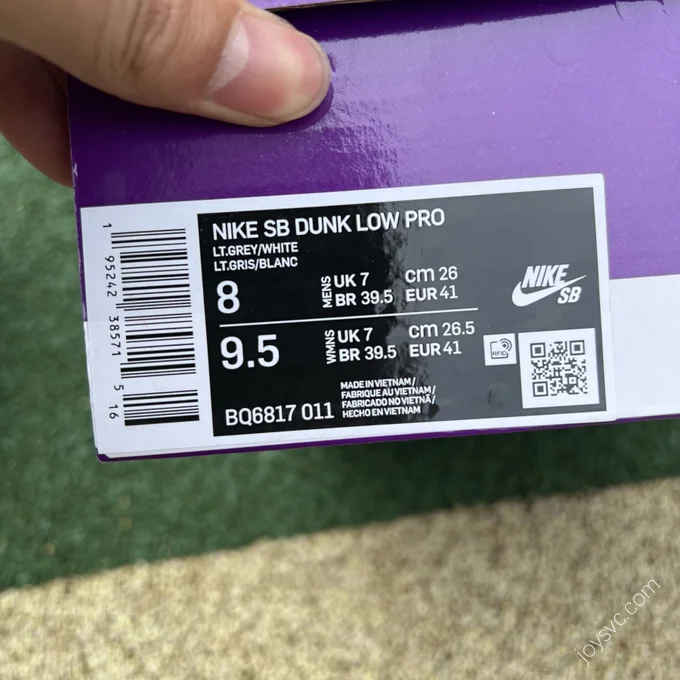 NIKE SB DUNK LOW PRO
LT.GREY/WHITE
LT.GRIS/BLANC
8
MENS
UK 7 cm 26
BR 39.5 EUR 41
9.5
WMNS
UK 7 cm 26.5
BR 39.5 EUR 41
BQ6817 011
MADE IN VIETNAM/
FABRIQUE AU VIETNAM/
FABRICADO NO VIETNÃ/
HECHO EN VIETNAM
NIKE
SB
RFID
1 95242 38571 5 16
joysvc.com